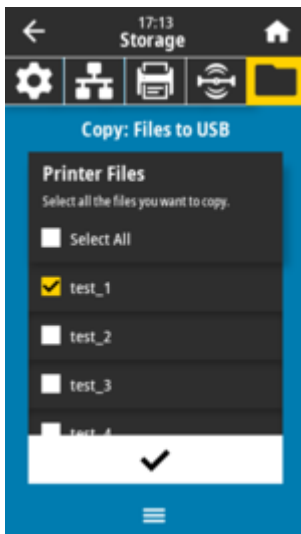 17:13
Storage
Copy: Files to USB
Printer Files
Select all the files you want to copy.
Select All
test_1
test_2
test_3
test_4